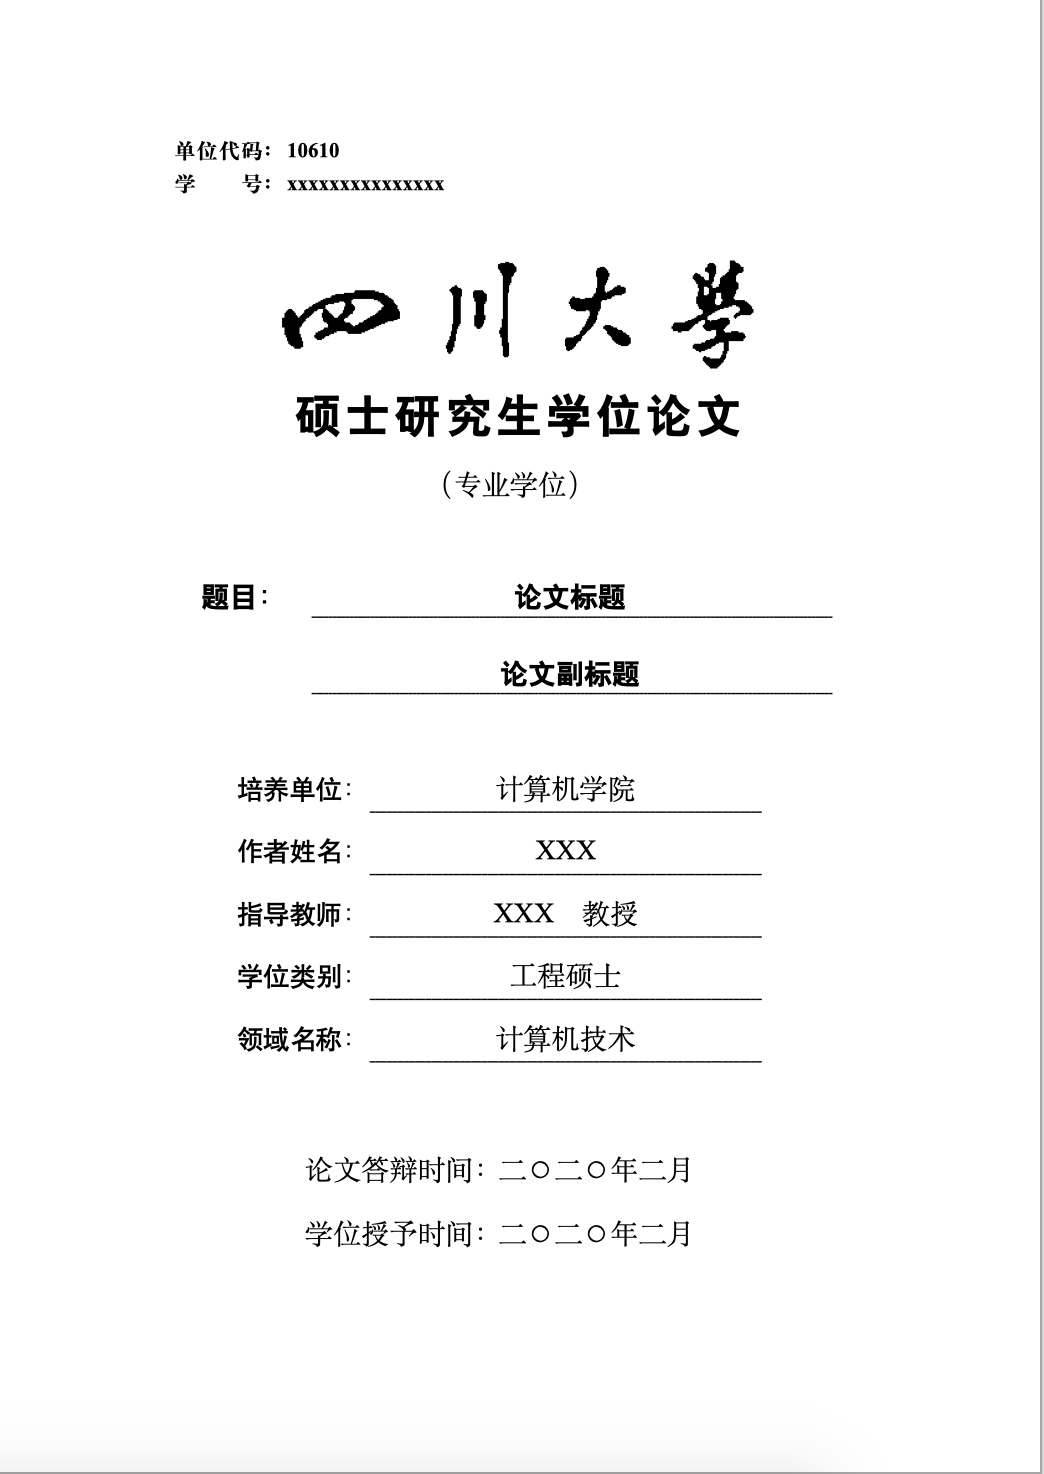 单位代码：10610
学　　号：xxxxxxxxxxxxxxx
四川大學
硕士研究生学位论文
（专业学位）
题目：论文标题
论文副标题
培养单位：计算机学院
作者姓名：XXX
指导教师：XXX　教授
学位类别：工程硕士
领域名称：计算机技术
论文答辩时间：二〇二〇年二月
学位授予时间：二〇二〇年二月